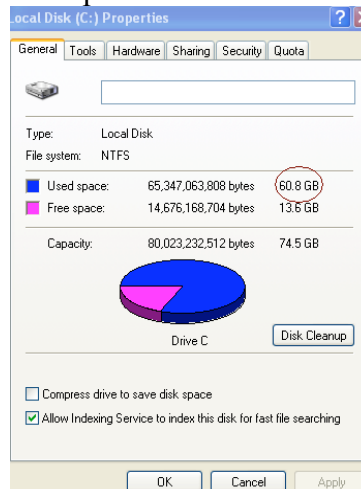 Local Disk (C:) Properties
General Tools Hardware Sharing Security Quota
Type: Local Disk
File system: NTFS
Used space: 65,347,063,808 bytes 60.8 GB
Free space: 14,676,168,704 bytes 13.6 GB
Capacity: 80,023,232,512 bytes 74.5 GB
Drive C
Disk Cleanup
Compress drive to save disk space
Allow Indexing Service to index this disk for fast file searching
OK Cancel Apply